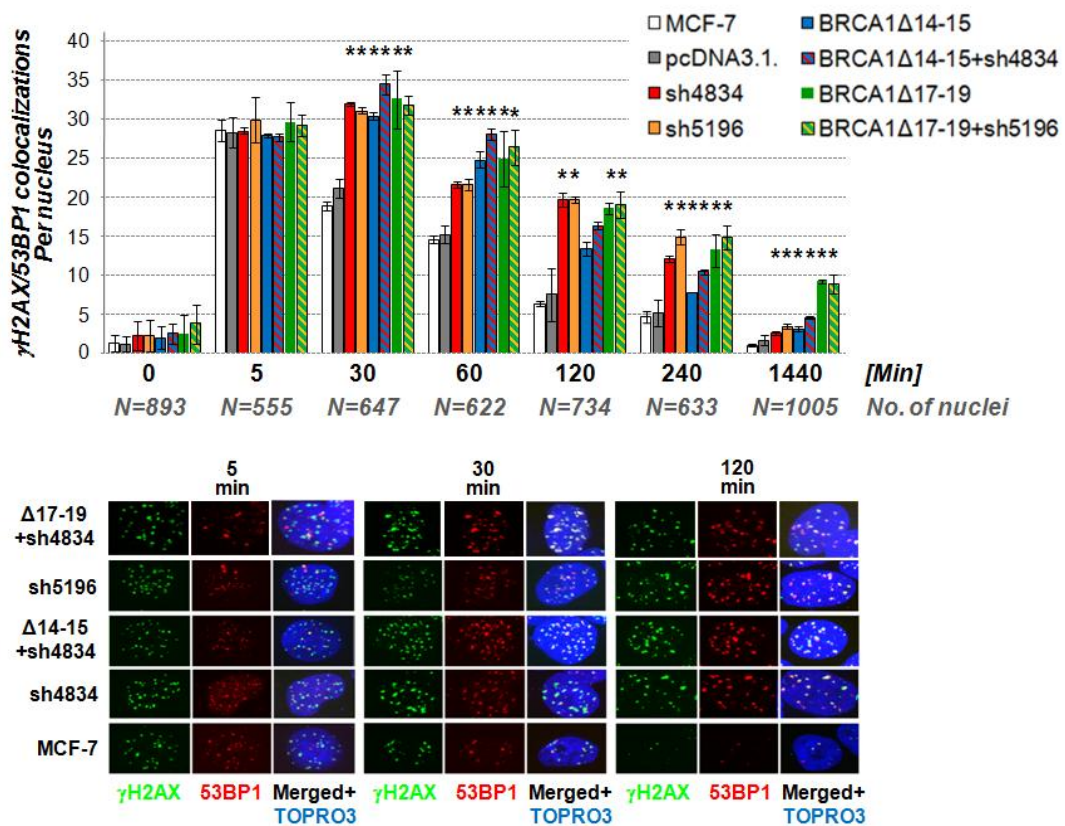 γH2AX/53BP1 colocalizations
Per nucleus
40
35
30
25
20
15
10
5
0
MCF-7
pcDNA3.1.
sh4834
sh5196
BRCA1Δ14-15
BRCA1Δ14-15+sh4834
BRCA1Δ17-19
BRCA1Δ17-19+sh5196
******
******
** **
******
******
0 5 30 60 120 240 1440 [Min]
N=893 N=555 N=647 N=622 N=734 N=633 N=1005 No. of nuclei
5
min
30
min
120
min
Δ17-19
+sh4834
sh5196
Δ14-15
+sh4834
sh4834
MCF-7
γH2AX 53BP1 Merged+
TOPRO3
γH2AX 53BP1 Merged+
TOPRO3
γH2AX 53BP1 Merged+
TOPRO3